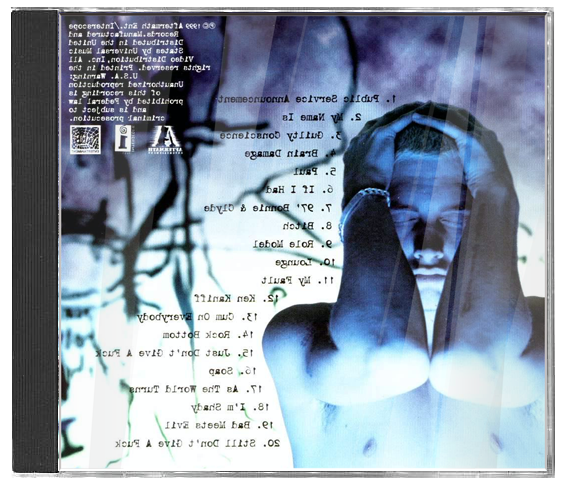 ℗© 1999 Aftermath Ent./Interscope
Records.Manufactured and
Distributed in the United
States by Universal Music
Video Distribution,Inc. All
rights reserved. Printed in the
U.S.A. Warning:
Unauthorized reproduction
of this recording is
prohibited by Federal law
and is subject to
criminal prosecution.
AFTERMATH
1. Public Service Announcement
2. My Name Is
3. Guilty Conscience
4. Brain Damage
5. Paul
6. If I Had
7. 97' Bonnie & Clyde
8. Bitch
9. Role Model
10. Lounge
11. My Fault
12. Ken Kaniff
13. Cum On Everybody
14. Rock Bottom
15. Just Don't Give A Fuck
16. Soap
17. As The World Turns
18. I'm Shady
19. Bad Meets Evil
20. Still Don't Give A Fuck